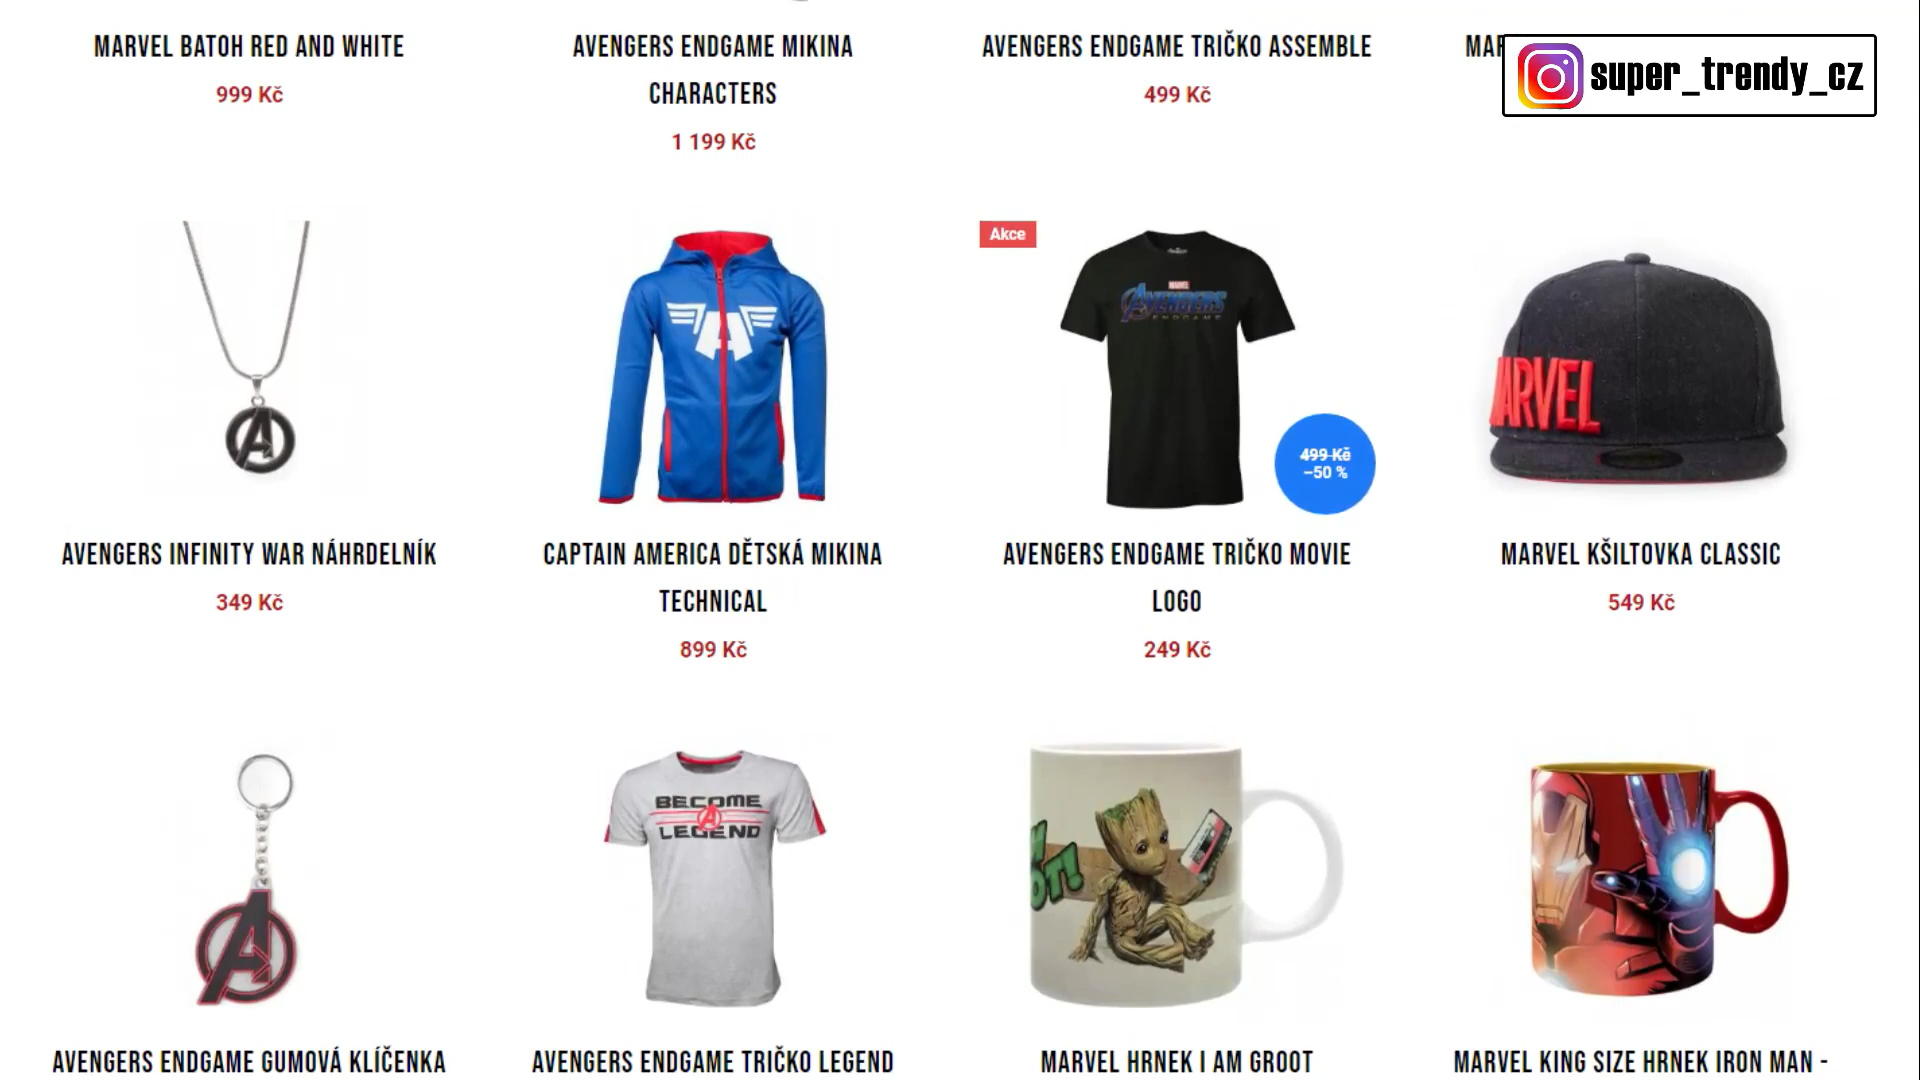 MARVEL BATOH RED AND WHITE
999 Kč
AVENGERS ENDGAME MIKINA
CHARACTERS
1 199 Kč
AVENGERS ENDGAME TRIČKO ASSEMBLE
499 Kč
super_trendy_cz
AVENGERS INFINITY WAR NÁHRDELNÍK
349 Kč
A
CAPTAIN AMERICA DĚTSKÁ MIKINA
TECHNICAL
899 Kč
Akce
MARVEL
AVENGERS
ENDGAME
499 Kč
–50 %
AVENGERS ENDGAME TRIČKO MOVIE
LOGO
249 Kč
MARVEL
MARVEL KŠILTOVKA CLASSIC
549 Kč
AVENGERS ENDGAME GUMOVÁ KLÍČENKA
BECOME
LEGEND
AVENGERS ENDGAME TRIČKO LEGEND
MARVEL HRNEK I AM GROOT
MARVEL KING SIZE HRNEK IRON MAN -